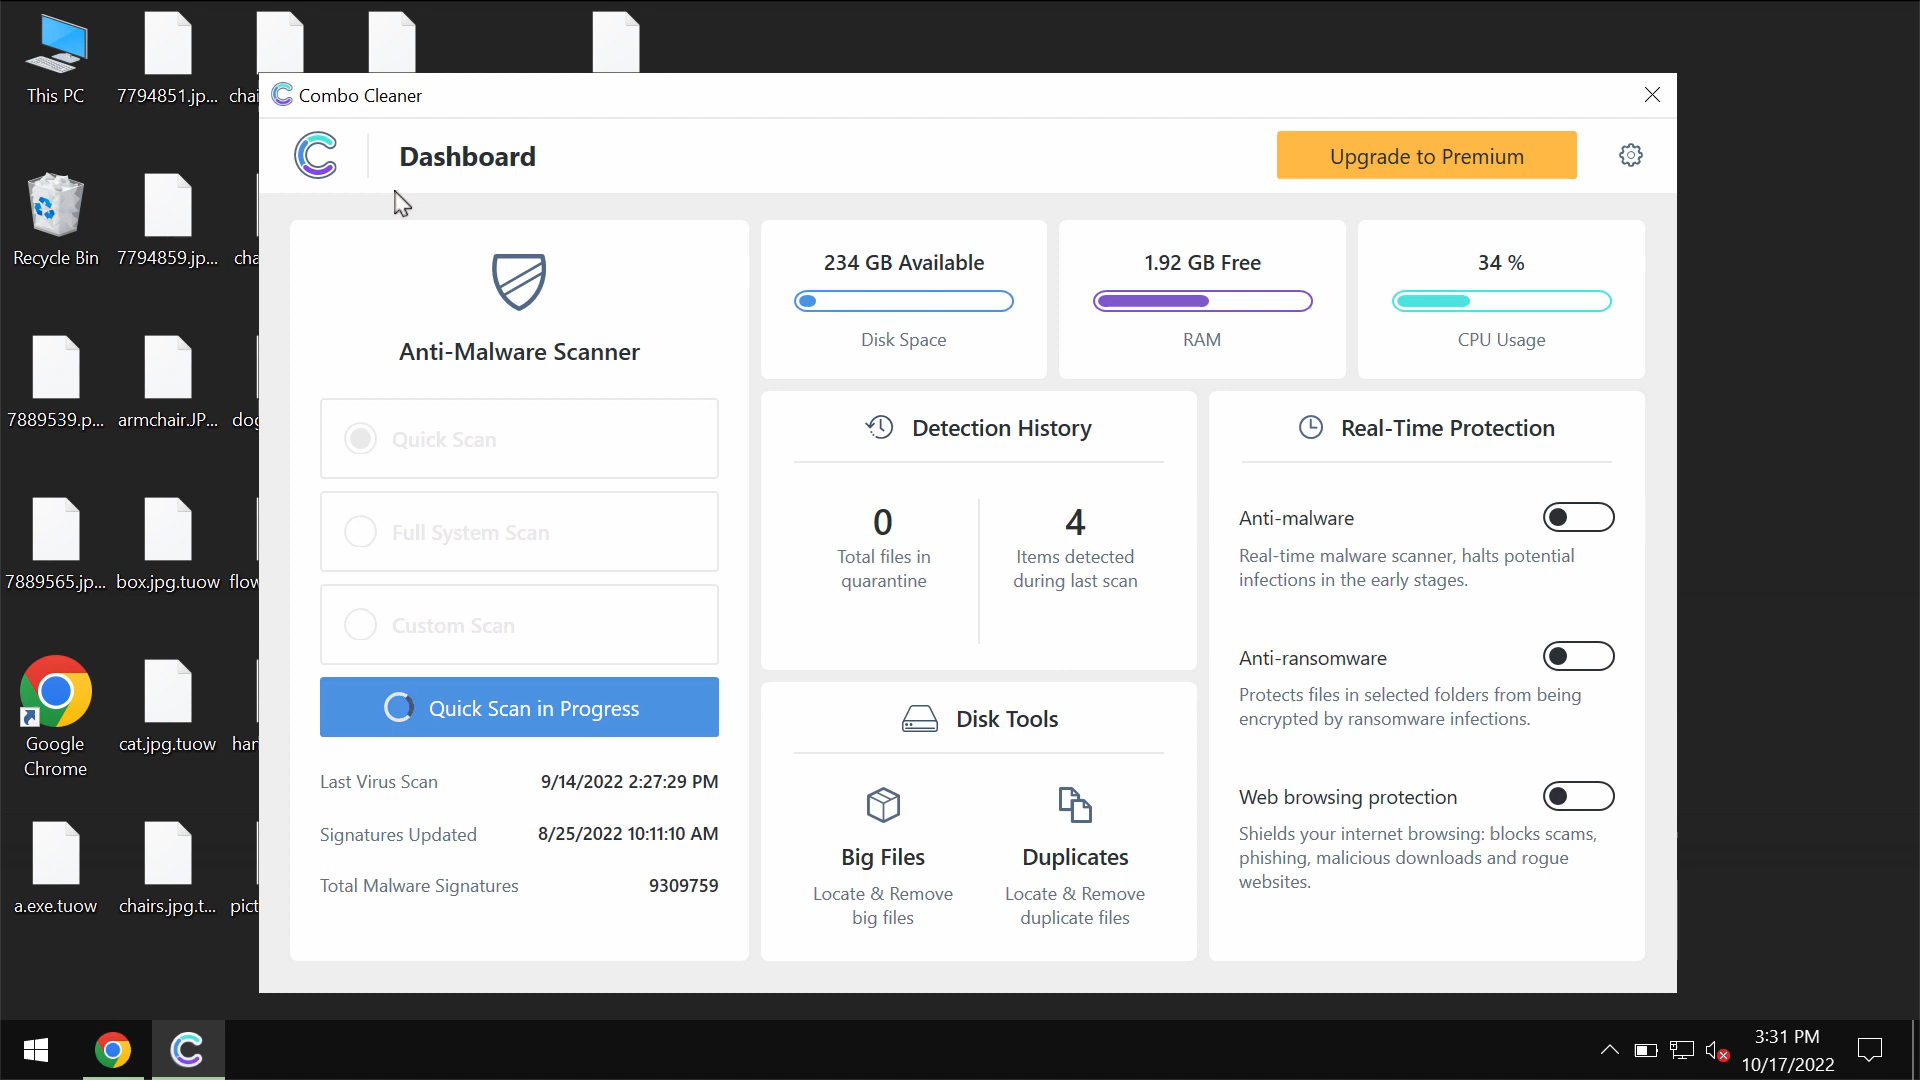 This PC
7794851.jp...
Recycle Bin
7794859.jp...
7889539.p...
armchair.JP...
7889565.jp...
box.jpg.tuow
Google
Chrome
cat.jpg.tuow
a.exe.tuow
chairs.jpg.t...
chai
cha
dog
flow
har
pict
Combo Cleaner
Dashboard
Upgrade to Premium
Anti-Malware Scanner
Quick Scan
Full System Scan
Custom Scan
Quick Scan in Progress
Last Virus Scan 9/14/2022 2:27:29 PM
Signatures Updated 8/25/2022 10:11:10 AM
Total Malware Signatures 9309759
234 GB Available
Disk Space
1.92 GB Free
RAM
34 %
CPU Usage
Detection History
0
Total files in
quarantine
4
Items detected
during last scan
Disk Tools
Big Files
Locate & Remove
big files
Duplicates
Locate & Remove
duplicate files
Real-Time Protection
Anti-malware
Real-time malware scanner, halts potential
infections in the early stages.
Anti-ransomware
Protects files in selected folders from being
encrypted by ransomware infections.
Web browsing protection
Shields your internet browsing: blocks scams,
phishing, malicious downloads and rogue
websites.
3:31 PM
10/17/2022